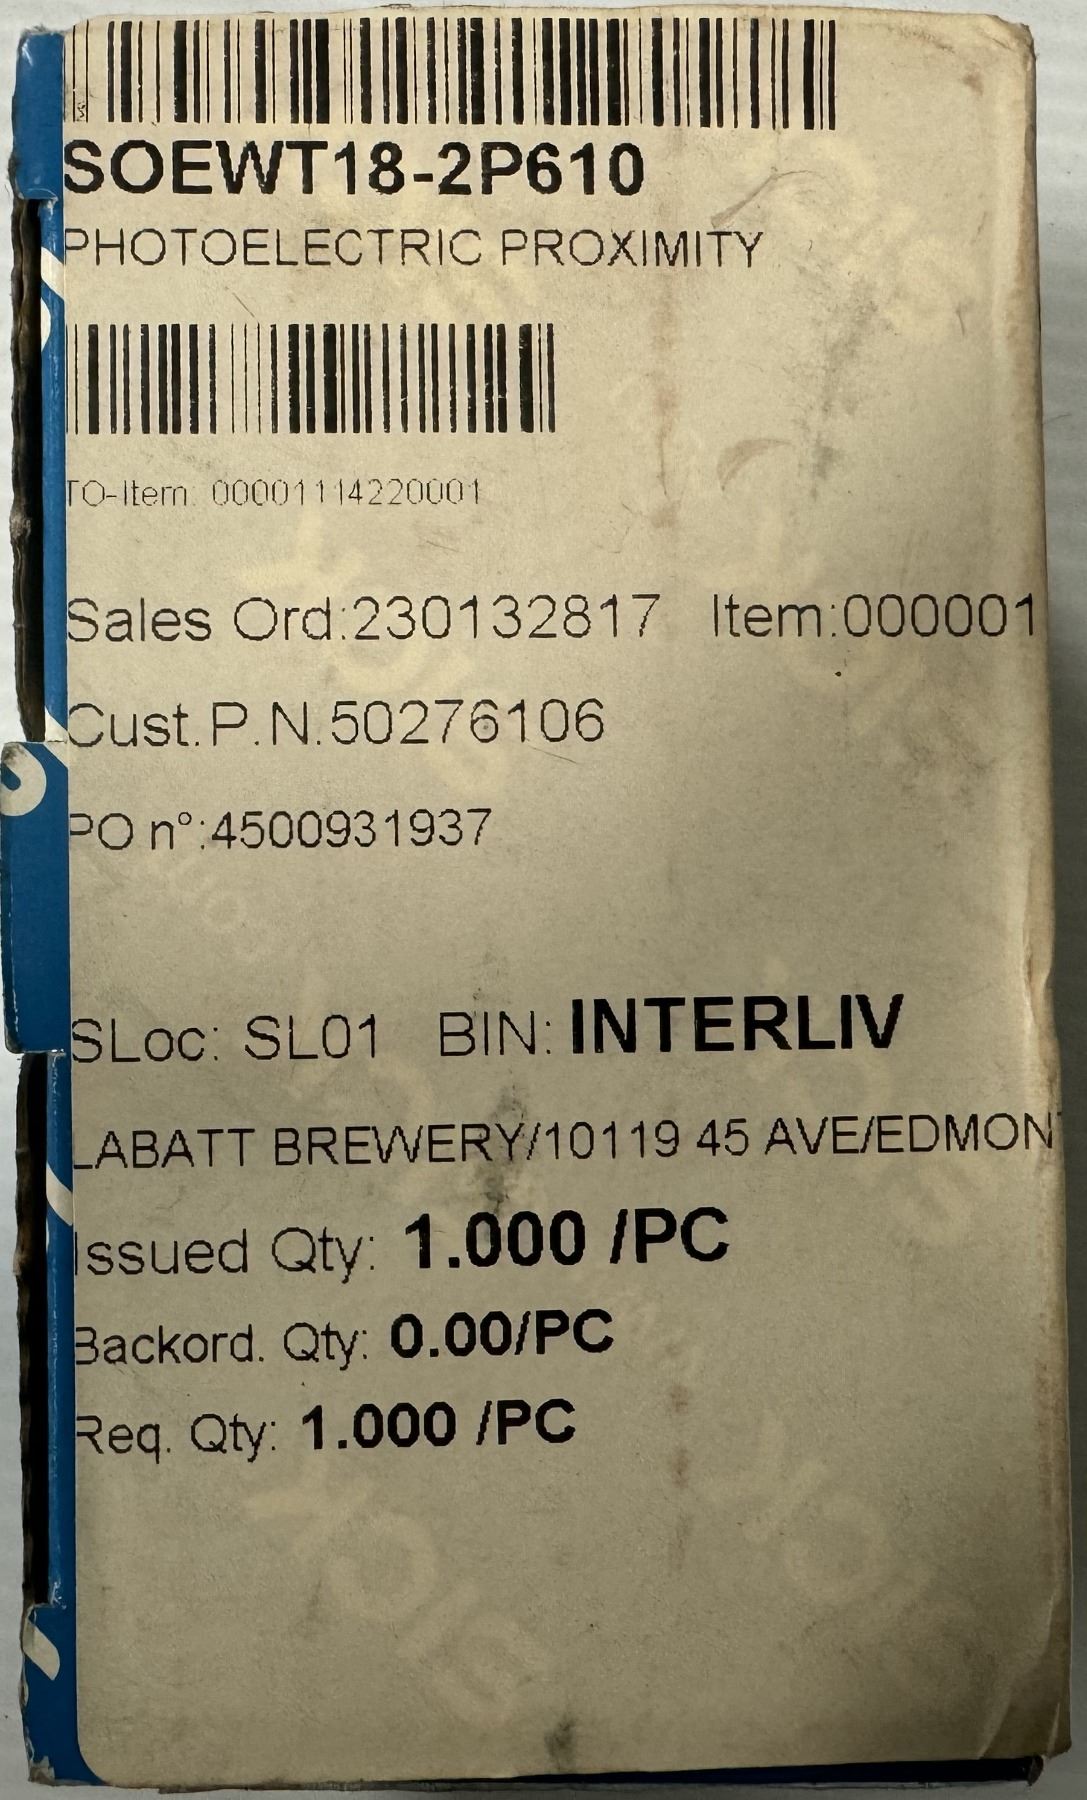 SOEWT18-2P610
PHOTOELECTRIC PROXIMITY
TO-Item: 00001114220001
Sales Ord:230132817 Item:000001
Cust.P.N.50276106
PO n°:4500931937
SLoc: SL01 BIN: INTERLIV
LABATT BREWERY/10119 45 AVE/EDMONT
Issued Qty: 1.000 /PC
Backord. Qty: 0.00/PC
Req. Qty: 1.000 /PC